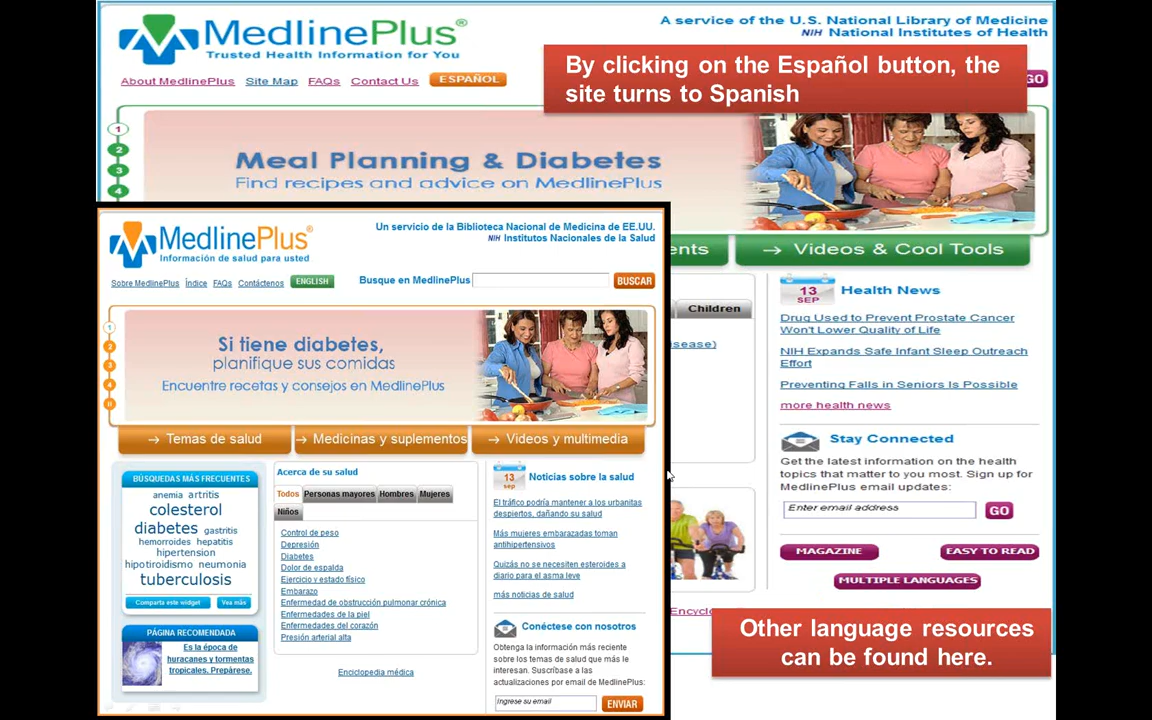 MedlinePlus®
Trusted Health Information for You
A service of the U.S. National Library of Medicine
NIH National Institutes of Health
About MedlinePlus Site Map FAQs Contact Us ESPAÑOL
GO
By clicking on the Español button, the
site turns to Spanish
1
2
3
4
Meal Planning & Diabetes
Find recipes and advice on MedlinePlus
→ Videos & Cool Tools
Children
13
SEP
Health News
Drug Used to Prevent Prostate Cancer
Won't Lower Quality of Life
NIH Expands Safe Infant Sleep Outreach
Effort
Preventing Falls in Seniors Is Possible
more health news
Stay Connected
Get the latest information on the health
topics that matter to you most. Sign up for
MedlinePlus email updates:
Enter email address GO
MAGAZINE EASY TO READ
MULTIPLE LANGUAGES
Other language resources
can be found here.
MedlinePlus®
Información de salud para usted
Un servicio de la Biblioteca Nacional de Medicina de EE.UU.
NIH Institutos Nacionales de la Salud
Sobre MedlinePlus Índice FAQs Contáctenos ENGLISH
Busque en MedlinePlus BUSCAR
1
2
3
4
Si tiene diabetes,
planifique sus comidas
Encuentre recetas y consejos en MedlinePlus
→ Temas de salud → Medicinas y suplementos → Videos y multimedia
BÚSQUEDAS MÁS FRECUENTES
anemia artritis
colesterol
diabetes gastritis
hemorroides hepatitis
hipertension
hipotiroidismo neumonia
tuberculosis
Comparta este widget Vea más
PÁGINA RECOMENDADA
Es la época de
huracanes y tormentas
tropicales. Prepárese.
Acerca de su salud
Todos Personas mayores Hombres Mujeres
Niños
Control de peso
Depresión
Diabetes
Dolor de espalda
Ejercicio y estado físico
Embarazo
Enfermedad de obstrucción pulmonar crónica
Enfermedades de la piel
Enfermedades del corazón
Presión arterial alta
Enciclopedia médica
13
sep
Noticias sobre la salud
El tráfico podría mantener a los urbanitas
despiertos, dañando su salud
Más mujeres embarazadas toman
antihipertensivos
Quizás no se necesiten esteroides a
diario para el asma leve
más noticias de salud
Conéctese con nosotros
Obtenga la información más reciente
sobre los temas de salud que más le
interesan. Suscríbase a las
actualizaciones por email de MedlinePlus:
Ingrese su email ENVIAR